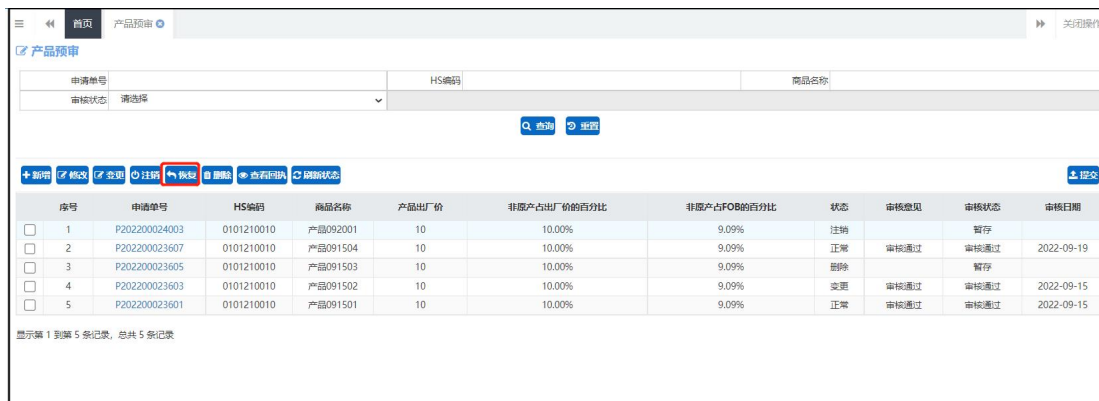 首页 产品预审 关闭操作
产品预审
申请单号 HS编码 商品名称
审核状态 请选择
查询 重置
新增 修改 变更 注销 恢复 删除 查看回执 刷新状态 提交
序号 申请单号 HS编码 商品名称 产品出厂价 非原产占出厂价的百分比 非原产占FOB的百分比 状态 审核意见 审核状态 审核日期
1 P202200024003 0101210010 产品092001 10 10.00% 9.09% 注销 暂存
2 P202200023607 0101210010 产品091504 10 10.00% 9.09% 正常 审核通过 审核通过 2022-09-19
3 P202200023605 0101210010 产品091503 10 10.00% 9.09% 删除 暂存
4 P202200023603 0101210010 产品091502 10 10.00% 9.09% 变更 审核通过 审核通过 2022-09-15
5 P202200023601 0101210010 产品091501 10 10.00% 9.09% 正常 审核通过 审核通过 2022-09-15
显示第 1 到第 5 条记录，总共 5 条记录